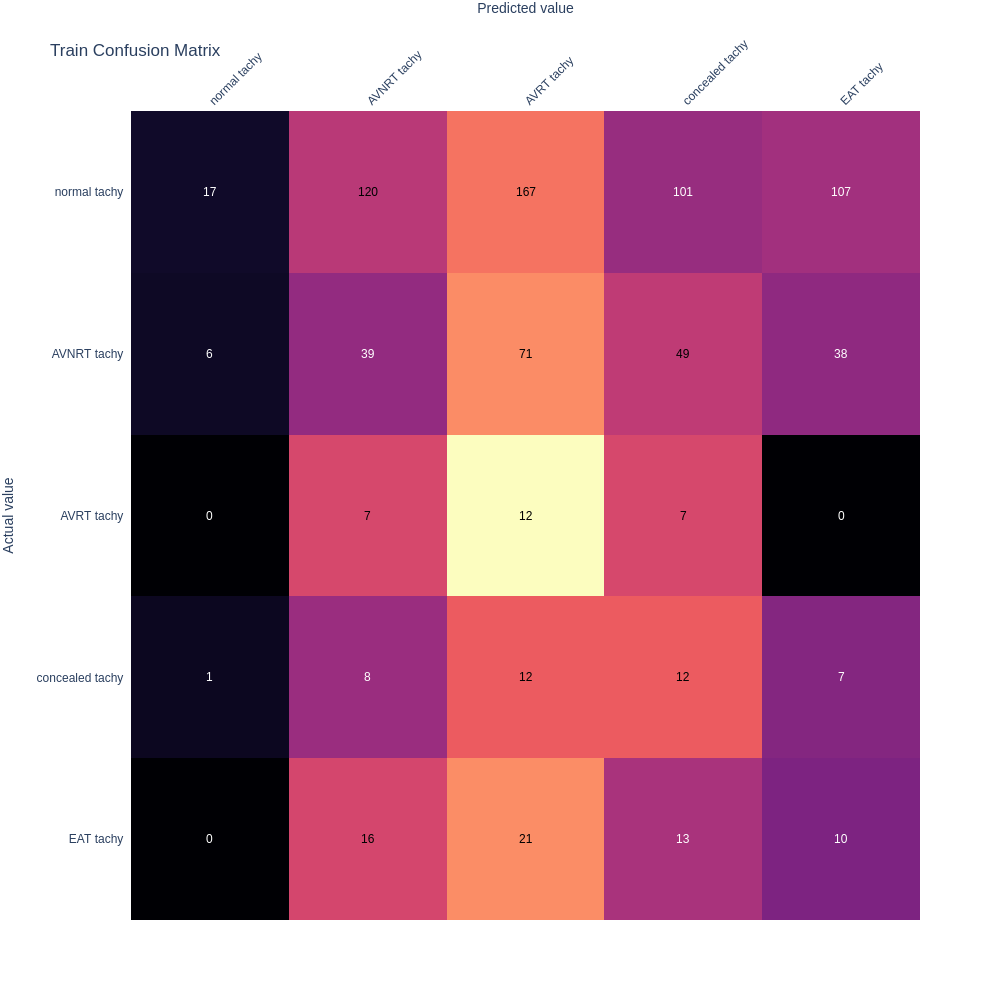 Predicted value
Train Confusion Matrix
normal tachy
AVNRT tachy
AVRT tachy
concealed tachy
EAT tachy
normal tachy 17 120 167 101 107
AVNRT tachy 6 39 71 49 38
Actual value
AVRT tachy 0 7 12 7 0
concealed tachy 1 8 12 12 7
EAT tachy 0 16 21 13 10